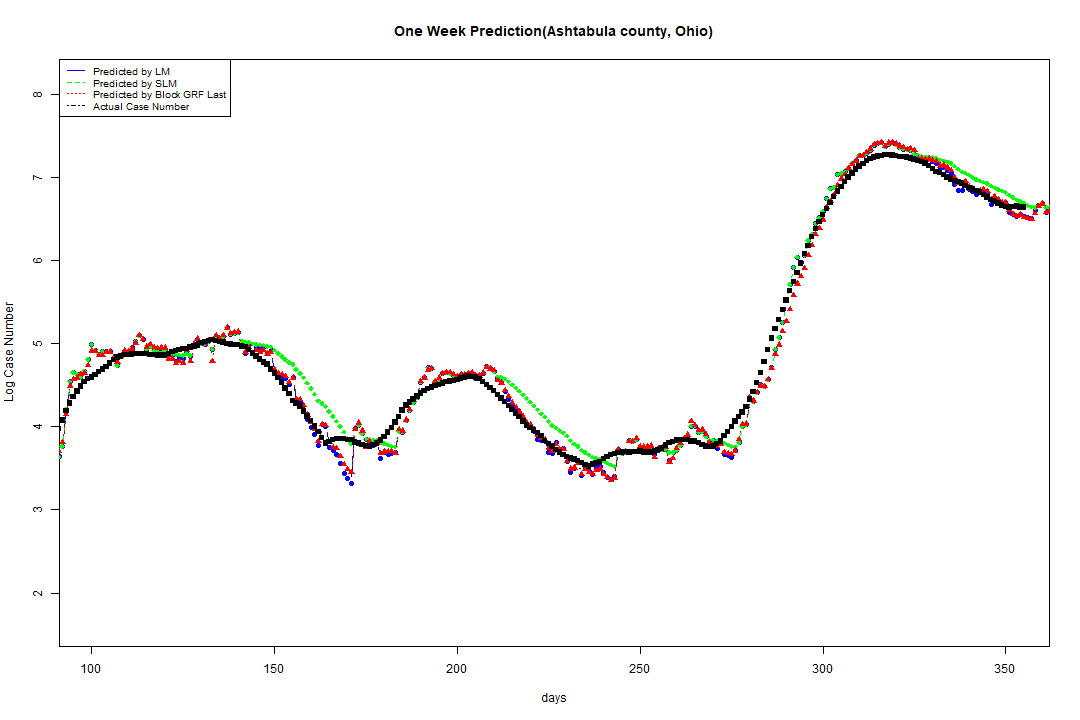 One Week Prediction(Ashtabula county, Ohio)
Predicted by LM
Predicted by SLM
Predicted by Block GRF Last
Actual Case Number
8
7
6
5
4
3
2
Log Case Number
100 150 200 250 300 350
days